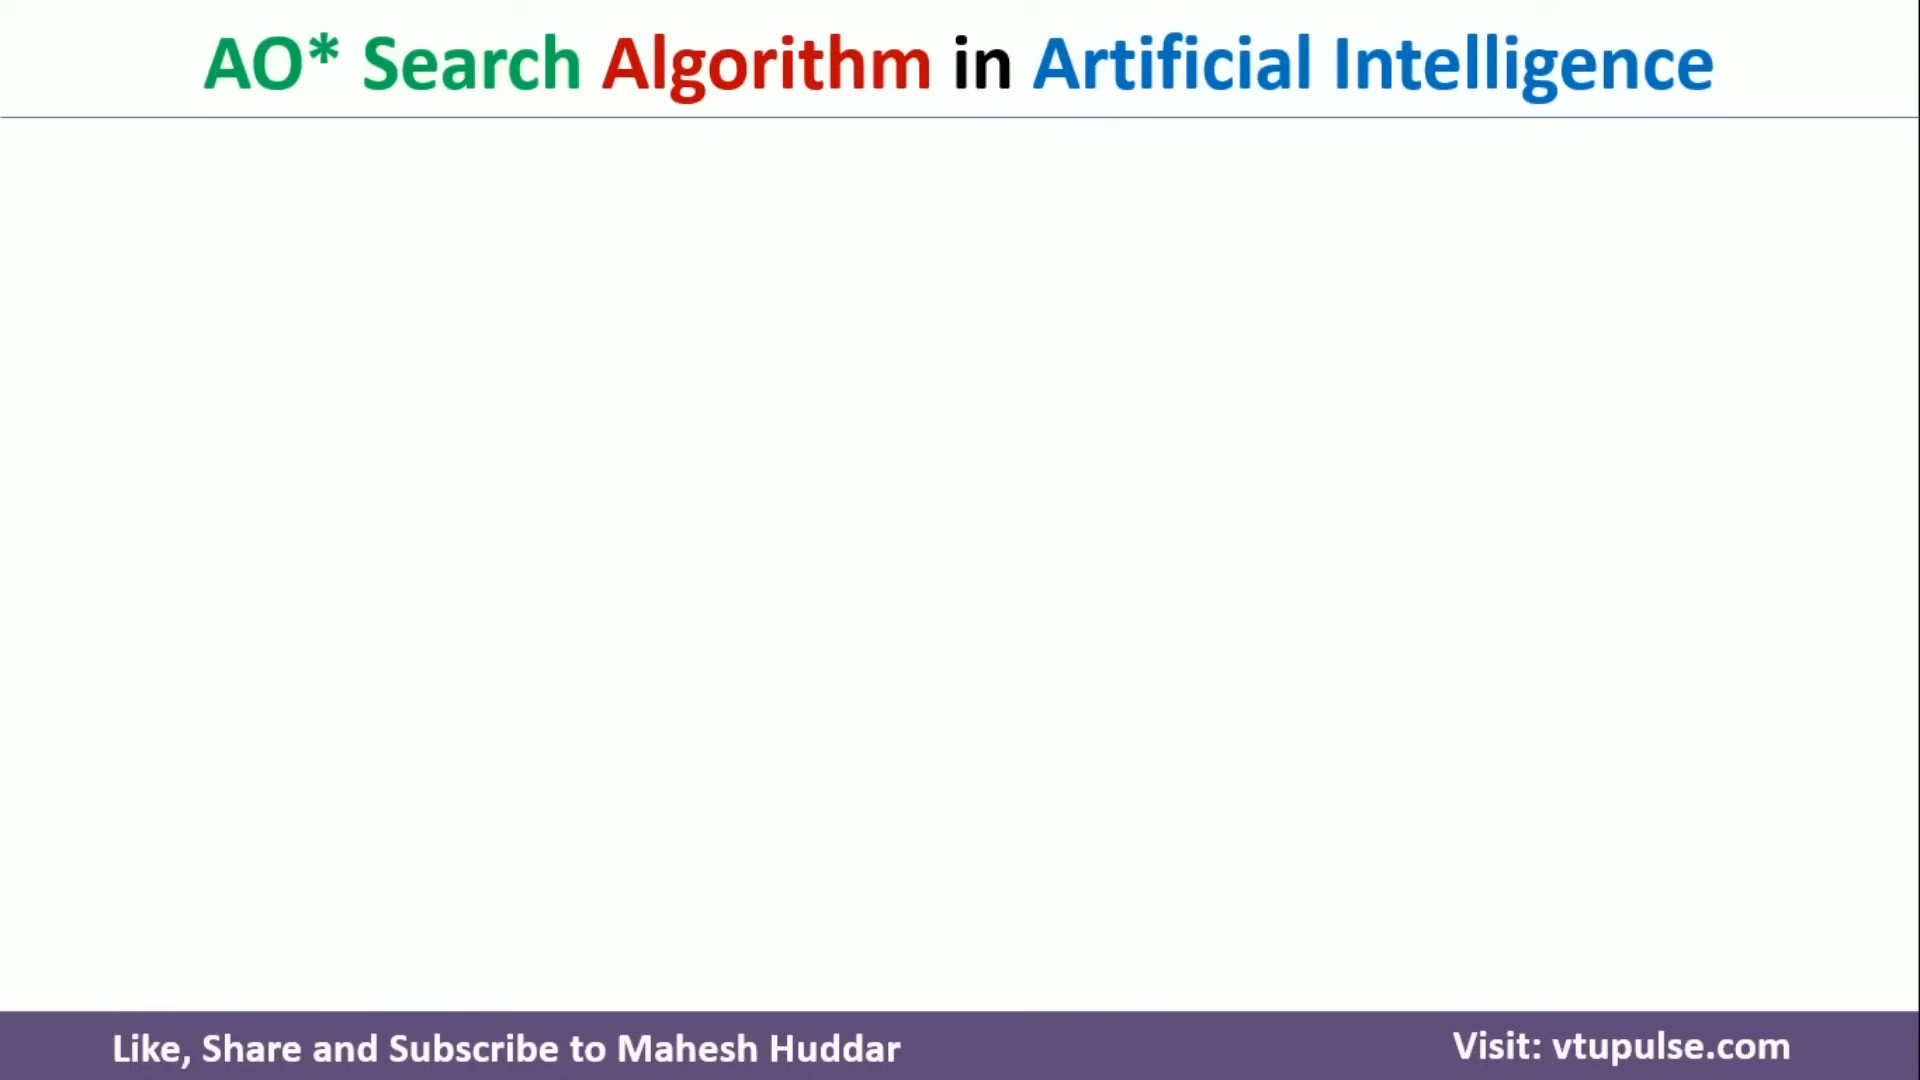 AO* Search Algorithm in Artificial Intelligence
Like, Share and Subscribe to Mahesh Huddar
Visit: vtupulse.com